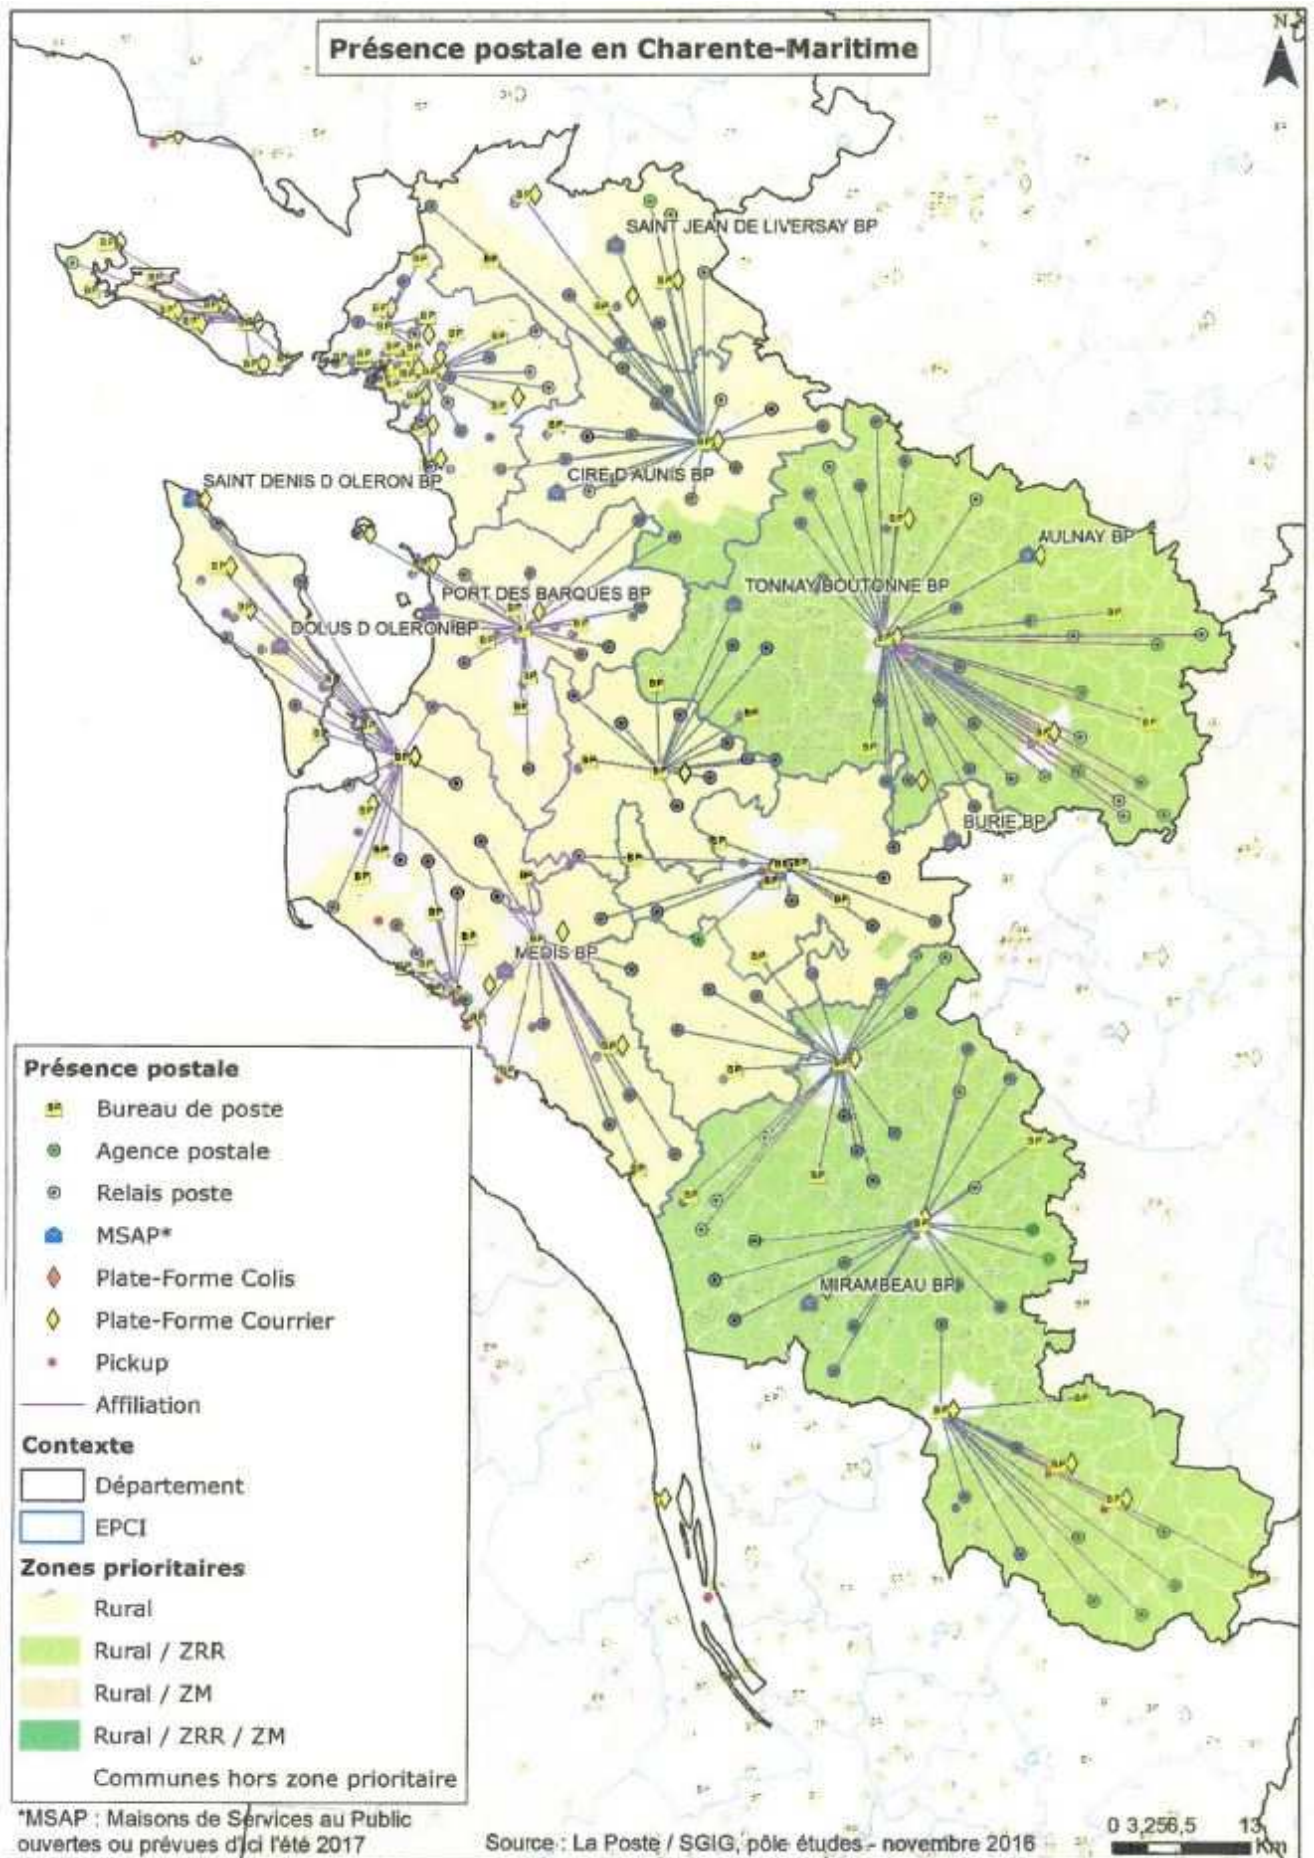 Présence postale en Charente-Maritime
N
SAINT JEAN DE LIVERSAY BP
SAINT DENIS D OLERON BP
CIRE D AUNIS BP
AULNAY BP
TONNAY BOUTONNE BP
PORT DES BARQUES BP
DOLUS D OLERON BP
BURIE BP
MEDIS BP
MIRAMBEAU BP
Présence postale
BP Bureau de poste
Agence postale
Relais poste
MSAP*
Plate-Forme Colis
Plate-Forme Courrier
Pickup
Affiliation
Contexte
Département
EPCI
Zones prioritaires
Rural
Rural / ZRR
Rural / ZM
Rural / ZRR / ZM
Communes hors zone prioritaire
*MSAP : Maisons de Services au Public
ouvertes ou prévues d'ici l'été 2017
Source : La Poste / SGIG, pôle études - novembre 2016
0 3,256,5 13
Km